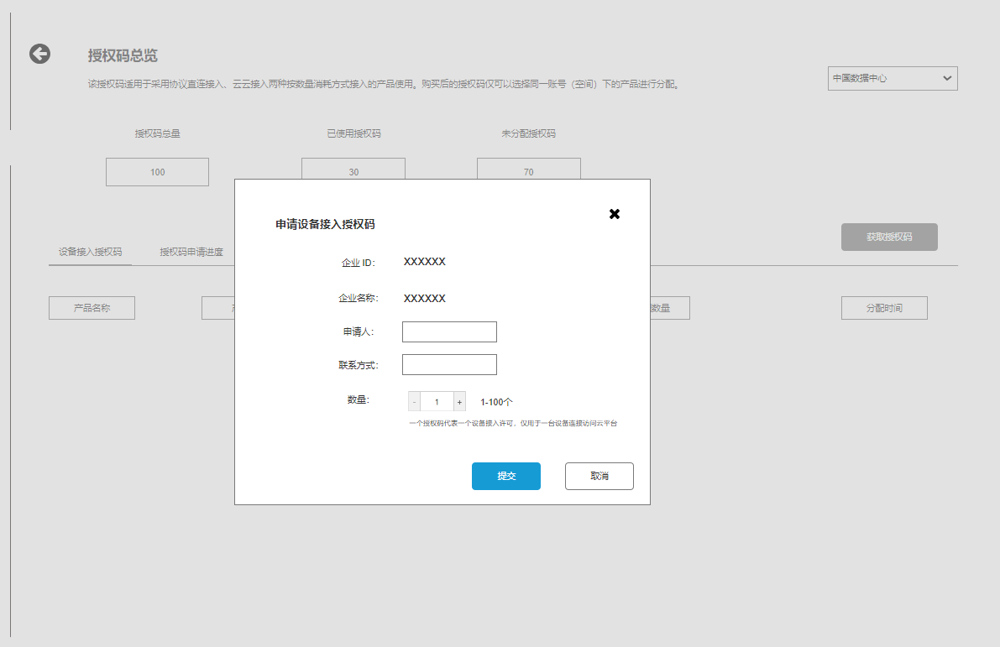 授权码总览
该授权码适用于采用协议直连接入、云云接入两种按数量消耗方式接入的产品使用。购买后的授权码仅可以选择同一账号（空间）下的产品进行分配。
中国数据中心
授权码总量
已使用授权码
未分配授权码
100
30
70
申请设备接入授权码
获取授权码
设备接入授权码
授权码申请进度
企业 ID：
XXXXXX
企业名称：
XXXXXX
产品名称
数量
分配时间
申请人：
联系方式：
数量：
- 1 +
1-100个
一个授权码代表一个设备接入许可，仅用于一台设备连接访问云平台
提交
取消